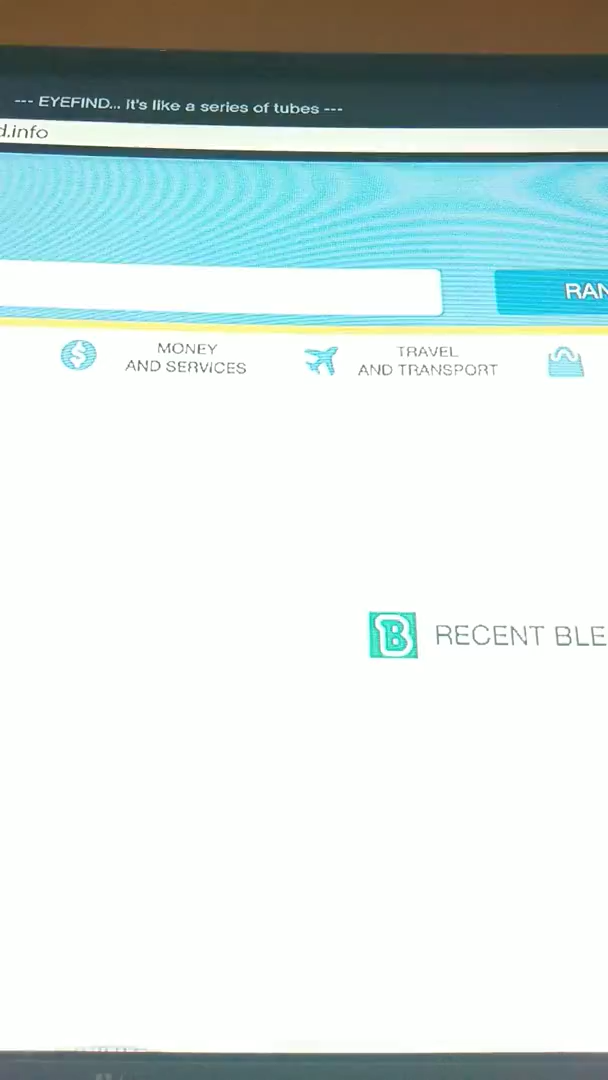 --- EYEFIND... it's like a series of tubes ---
d.info
RAN
MONEY
AND SERVICES
TRAVEL
AND TRANSPORT
B RECENT BLE